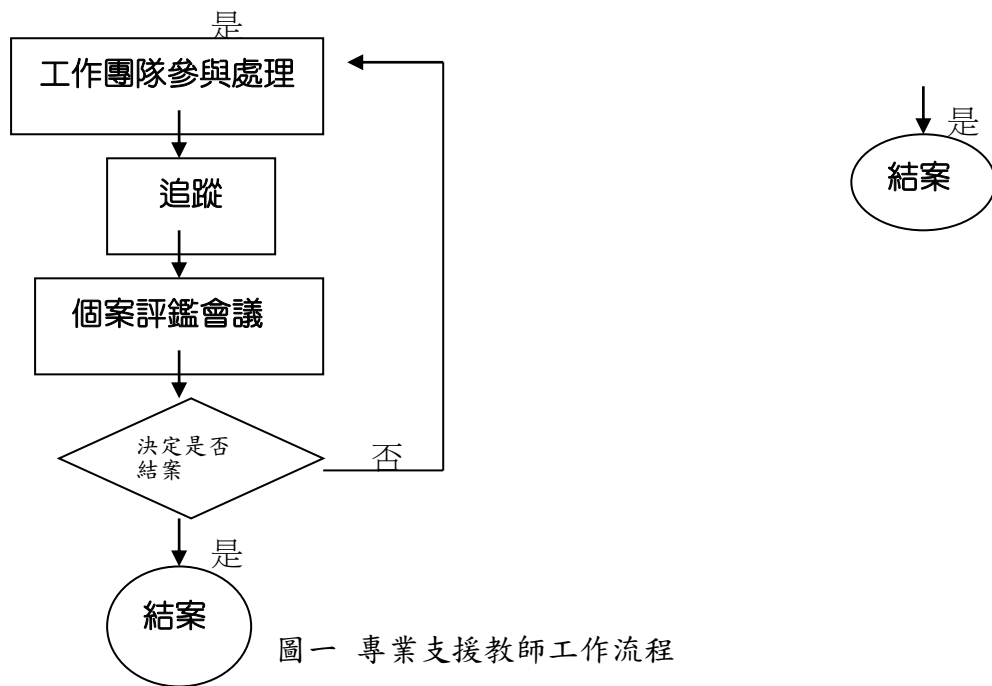 是
工作團隊參與處理
是
結案
追蹤
個案評鑑會議
決定是否
結案
否
是
結案
圖一 專業支援教師工作流程